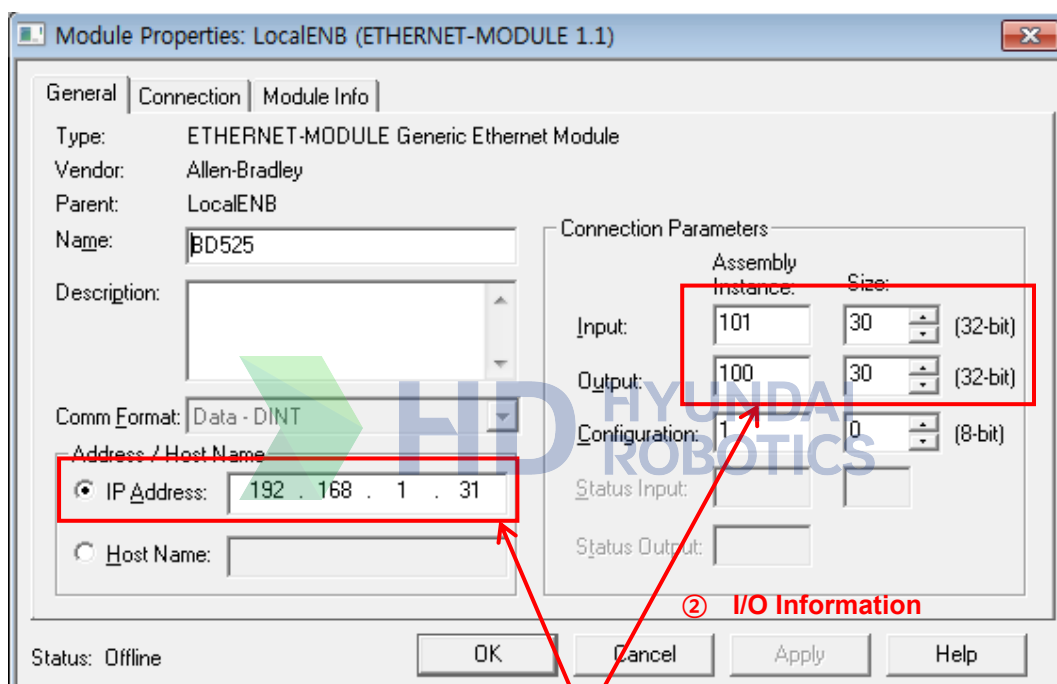 Module Properties: LocalENB (ETHERNET-MODULE 1.1)
General Connection Module Info
Type: ETHERNET-MODULE Generic Ethernet Module
Vendor: Allen-Bradley
Parent: LocalENB
Name: BD525
Description:
Comm Format: Data - DINT
Address / Host Name
IP Address: 192 . 168 . 1 . 31
Host Name:
Connection Parameters
Assembly
Instance: Size:
Input: 101 30 (32-bit)
Output: 100 30 (32-bit)
Configuration: 1 0 (8-bit)
Status Input:
Status Output:
HD HYUNDAI
ROBOTICS
② I/O Information
Status: Offline OK Cancel Apply Help